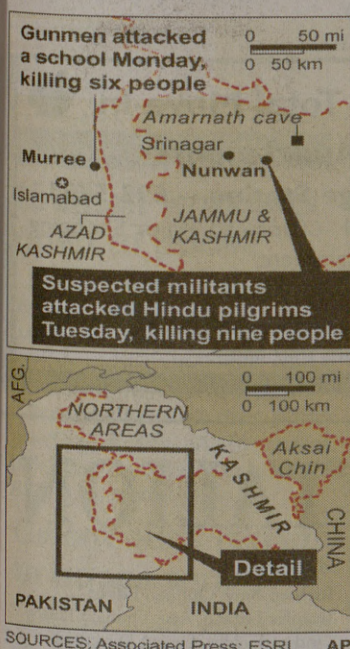 Gunmen attacked
a school Monday,
killing six people
0 50 mi
0 50 km
Amarnath cave
Srinagar
Murree
Nunwan
Islamabad
AZAD
KASHMIR
JAMMU &
KASHMIR
Suspected militants
attacked Hindu pilgrims
Tuesday, killing nine people
AFG.
0 100 mi
0 100 km
NORTHERN
AREAS
Aksai
Chin
KASHMIR
CHINA
Detail
PAKISTAN
INDIA
SOURCES: Associated Press; ESRI AP